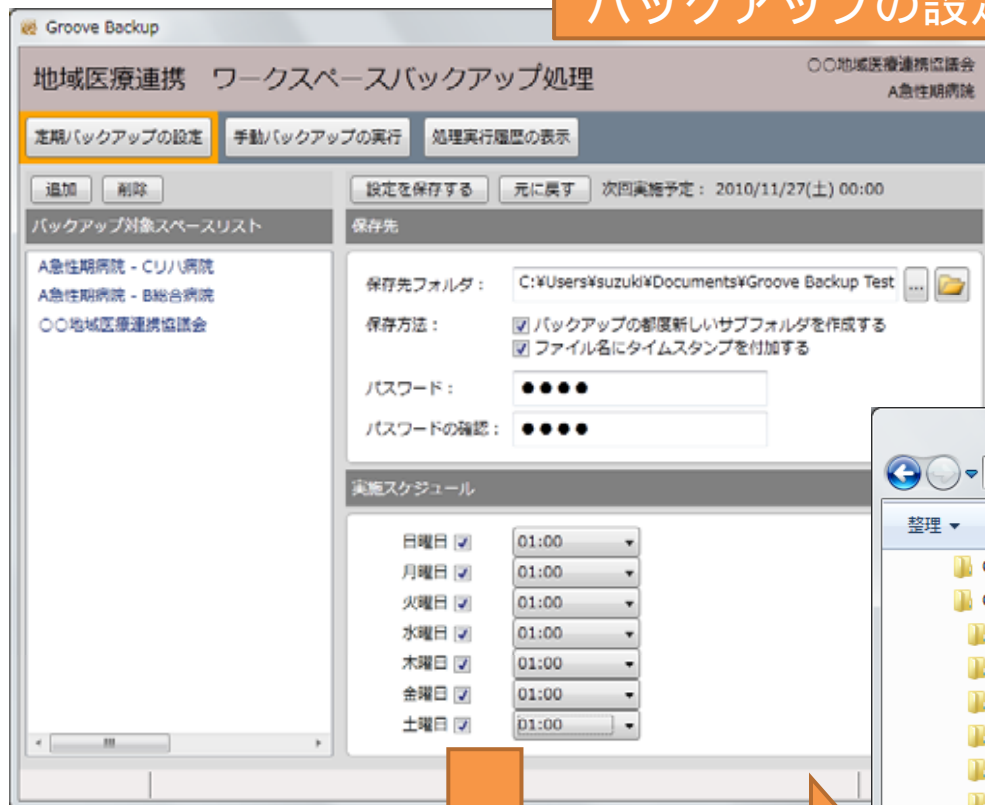 バックアップの設定
Groove Backup
地域医療連携 ワークスペースバックアップ処理
○○地域医療連携協議会
A急性期病院
定期バックアップの設定 手動バックアップの実行 処理実行履歴の表示
追加 削除 設定を保存する 元に戻す 次回実施予定: 2010/11/27(土) 00:00
バックアップ対象スペースリスト 保存先
A急性期病院 - Cリハ病院
A急性期病院 - B総合病院
○○地域医療連携協議会
保存先フォルダ: C:¥Users¥suzuki¥Documents¥Groove Backup Test ...
保存方法: バックアップの都度新しいサブフォルダを作成する
ファイル名にタイムスタンプを付加する
パスワード: ●●●●
パスワードの確認: ●●●●
実施スケジュール
日曜日 01:00
月曜日 01:00
火曜日 01:00
水曜日 01:00
木曜日 01:00
金曜日 01:00
土曜日 01:00
整理